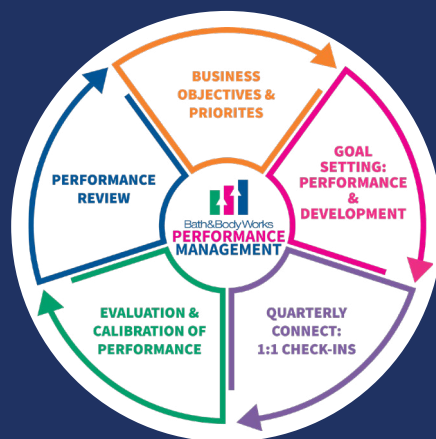 BUSINESS
OBJECTIVES &
PRIORITES
GOAL
SETTING:
PERFORMANCE
&
DEVELOPMENT
QUARTERLY
CONNECT:
1:1 CHECK-INS
EVALUATION &
CALIBRATION OF
PERFORMANCE
PERFORMANCE
REVIEW
Bath&BodyWorks
PERFORMANCE
MANAGEMENT